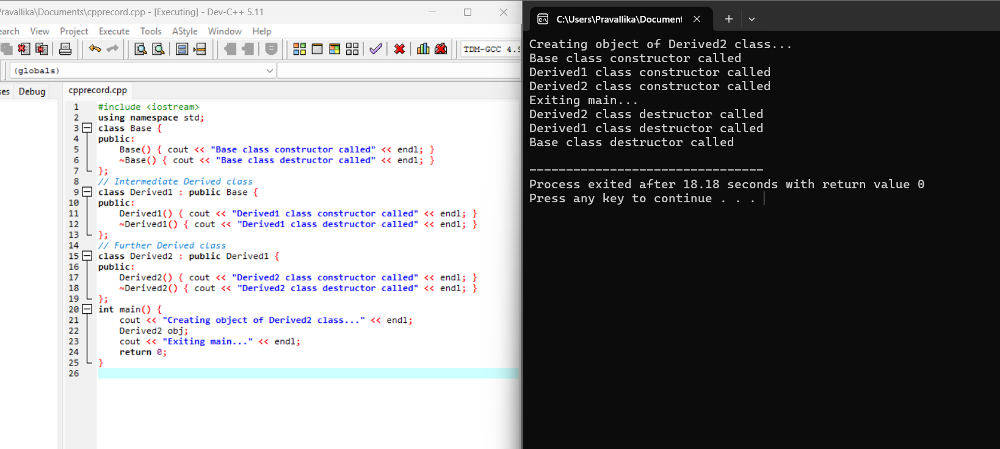 Pravallika\Documents\cpprecord.cpp - [Executing] - Dev-C++ 5.11
earch View Project Execute Tools AStyle Window Help
TDM-GCC 4.9
(globals)
ses Debug
cpprecord.cpp
1 #include <iostream>
2 using namespace std;
3 class Base {
4 public:
5     Base() { cout << "Base class constructor called" << endl; }
6     ~Base() { cout << "Base class destructor called" << endl; }
7 };
8 // Intermediate Derived class
9 class Derived1 : public Base {
10 public:
11     Derived1() { cout << "Derived1 class constructor called" << endl; }
12     ~Derived1() { cout << "Derived1 class destructor called" << endl; }
13 };
14 // Further Derived class
15 class Derived2 : public Derived1 {
16 public:
17     Derived2() { cout << "Derived2 class constructor called" << endl; }
18     ~Derived2() { cout << "Derived2 class destructor called" << endl; }
19 };
20 int main() {
21     cout << "Creating object of Derived2 class..." << endl;
22     Derived2 obj;
23     cout << "Exiting main..." << endl;
24     return 0;
25 }
26
C:\Users\Pravallika\Document
Creating object of Derived2 class...
Base class constructor called
Derived1 class constructor called
Derived2 class constructor called
Exiting main...
Derived2 class destructor called
Derived1 class destructor called
Base class destructor called
--------------------------------
Process exited after 18.18 seconds with return value 0
Press any key to continue . . .